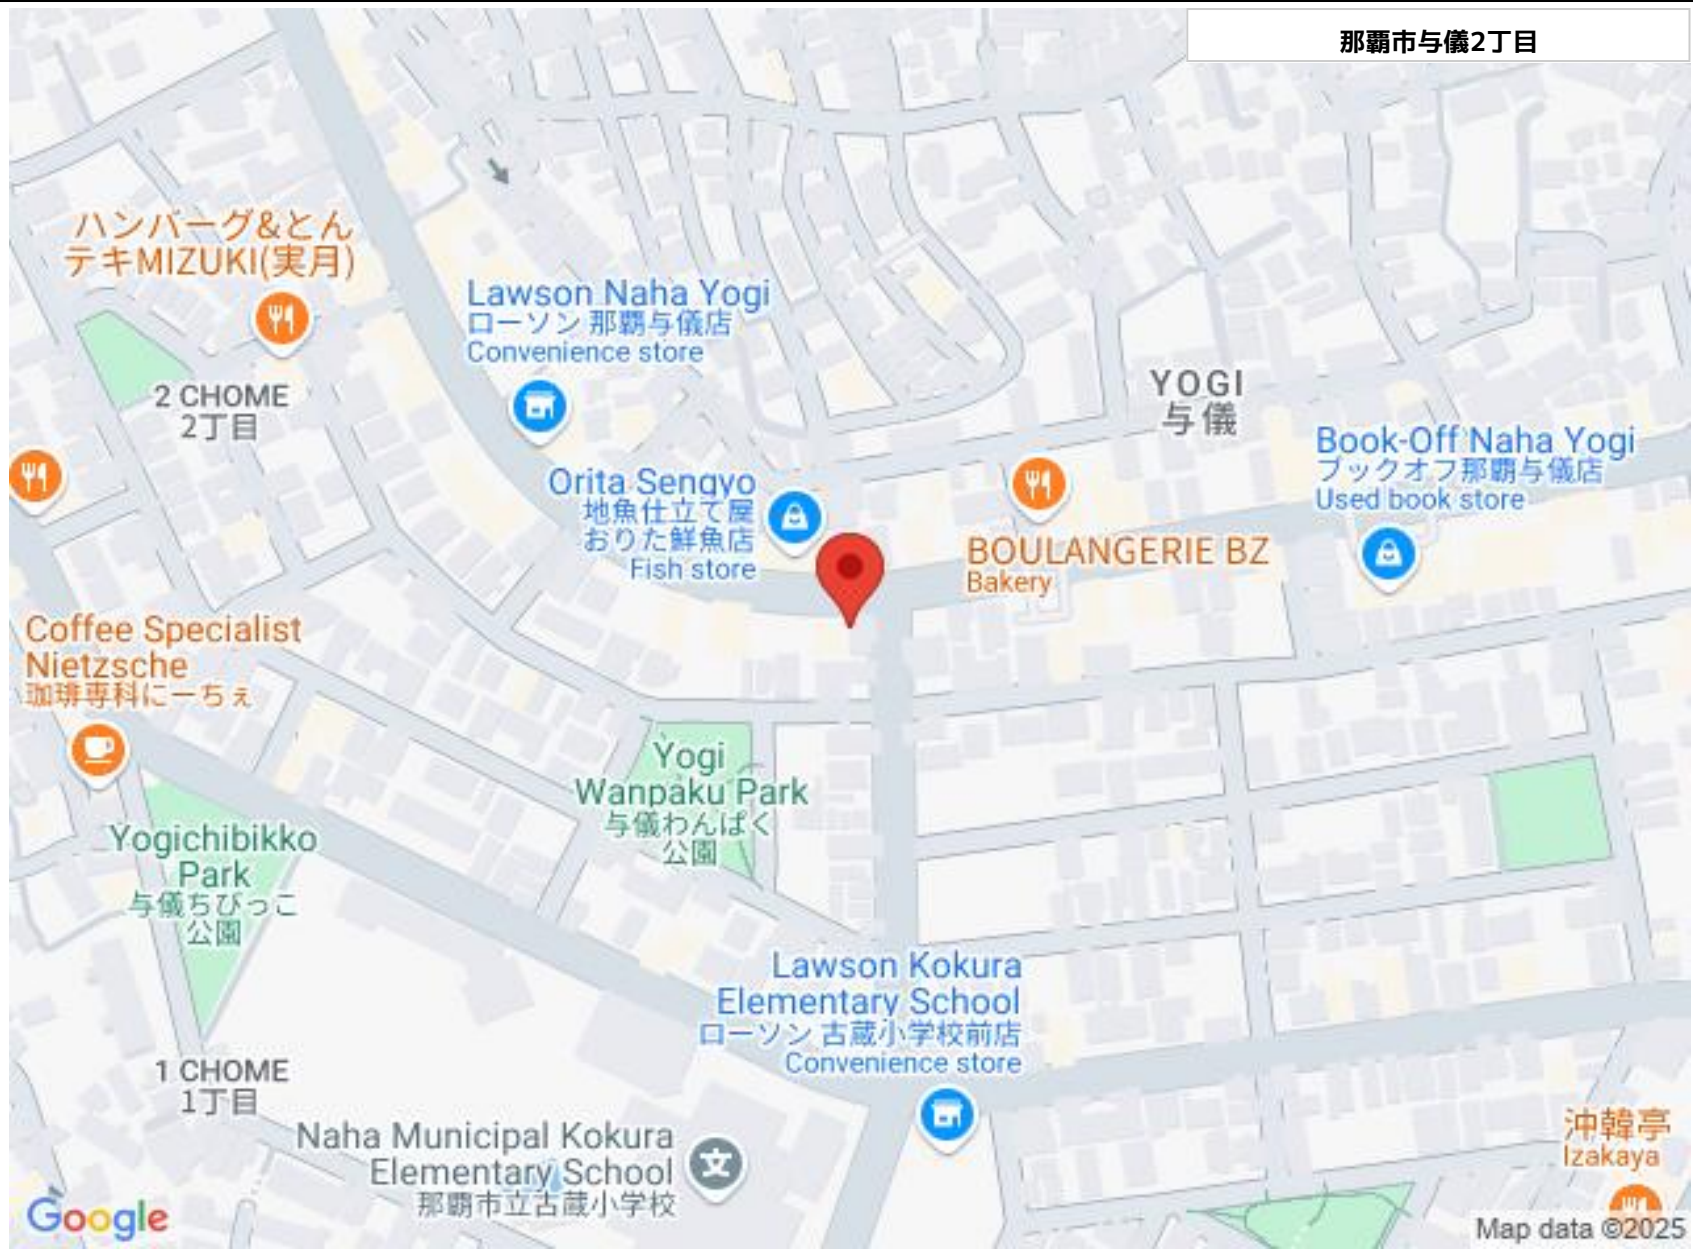 那覇市与儀2丁目
ハンバーグ&とん
テキMIZUKI(実月)
Lawson Naha Yogi
ローソン 那覇与儀店
Convenience store
2 CHOME
2丁目
YOGI
与儀
Book-Off Naha Yogi
ブックオフ那覇与儀店
Used book store
Orita Sengyo
地魚仕立て屋
おりた鮮魚店
Fish store
BOULANGERIE BZ
Bakery
Coffee Specialist
Nietzsche
珈琲専科にーちぇ
Yogi
Wanpaku Park
与儀わんぱく
公園
Yogichibikko
Park
与儀ちびっこ
公園
Lawson Kokura
Elementary School
ローソン 古蔵小学校前店
Convenience store
1 CHOME
1丁目
Naha Municipal Kokura
Elementary School
那覇市立古蔵小学校
文
沖韓亭
Izakaya
Google
Map data ©2025